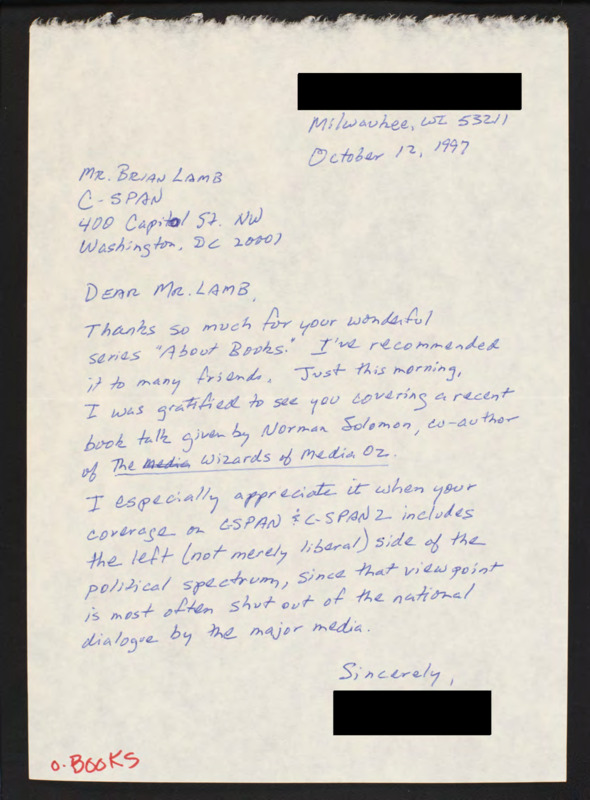 Milwaukee, WI 53211
October 12, 1997
Mr. Brian Lamb
C-SPAN
400 Capitol St. NW
Washington, DC 20001
Dear Mr. Lamb,
Thanks so much for your wonderful
series "About Books." I've recommended
it to many friends. Just this morning,
I was gratified to see you covering a recent
book talk given by Norman Solomon, co-author
of The Media Wizards of Media Oz.
I especially appreciate it when your
coverage on CSPAN & C-SPAN 2 includes
the left (not merely liberal) side of the
political spectrum, since that viewpoint
is most often shut out of the national
dialogue by the major media.
Sincerely,
O. BOOKS